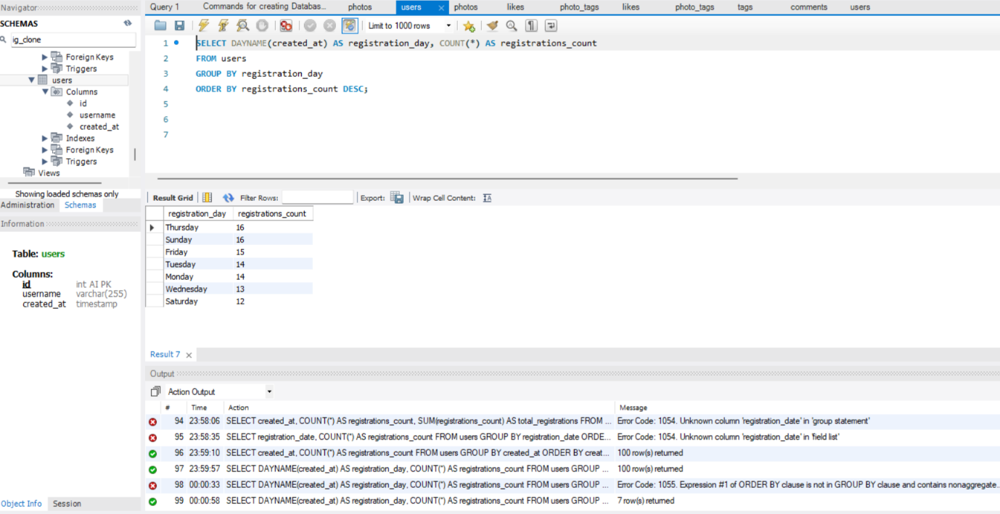 Navigator
SCHEMAS
ig_clone
Foreign Keys
Triggers
users
Columns
id
username
created_at
Indexes
Foreign Keys
Triggers
Views
Showing loaded schemas only
Administration Schemas
Information
Table: users
Columns:
id int AI PK
username varchar(255)
created_at timestamp
Object Info Session
Query 1 Commands for creating Databas... photos users photos likes photo_tags likes photo_tags tags comments users
Limit to 1000 rows
1 SELECT DAYNAME(created_at) AS registration_day, COUNT(*) AS registrations_count
2 FROM users
3 GROUP BY registration_day
4 ORDER BY registrations_count DESC;
5
6
7
Result Grid Filter Rows: Export: Wrap Cell Content:
registration_day registrations_count
Thursday 16
Sunday 16
Friday 15
Tuesday 14
Monday 14
Wednesday 13
Saturday 12
Result 7
Output
Action Output
# Time Action Message
94 23:58:06 SELECT created_at, COUNT(*) AS registrations_count, SUM(registrations_count) AS total_registrations FROM ... Error Code: 1054. Unknown column 'registration_date' in 'group statement'
95 23:58:35 SELECT registration_date, COUNT(*) AS registrations_count FROM users GROUP BY registration_date ORDE... Error Code: 1054. Unknown column 'registration_date' in 'field list'
96 23:59:10 SELECT created_at, COUNT(*) AS registrations_count FROM users GROUP BY created_at ORDER BY creat... 100 row(s) returned
97 23:59:57 SELECT DAYNAME(created_at) AS registration_day, COUNT(*) AS registrations_count FROM users GROUP ... 100 row(s) returned
98 00:00:33 SELECT DAYNAME(created_at) AS registration_day, COUNT(*) AS registrations_count FROM users GROUP ... Error Code: 1055. Expression #1 of ORDER BY clause is not in GROUP BY clause and contains nonaggregate...
99 00:00:58 SELECT DAYNAME(created_at) AS registration_day, COUNT(*) AS registrations_count FROM users GROUP ... 7 row(s) returned